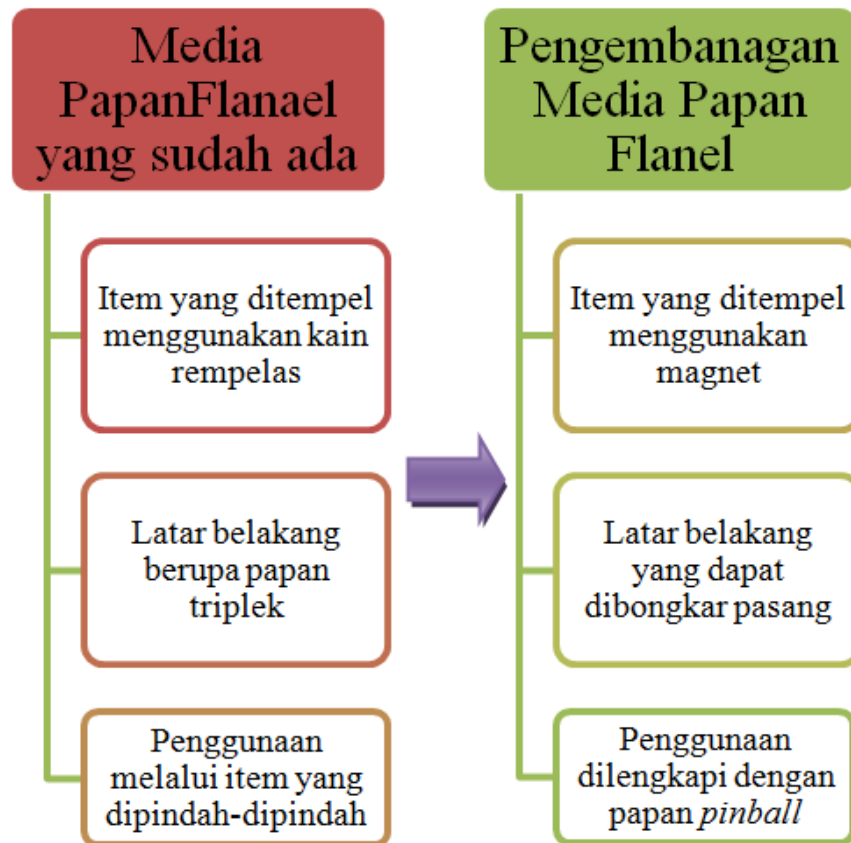 Media
PapanFlanael
yang sudah ada
Item yang ditempel
menggunakan kain
rempelas
Latar belakang
berupa papan
triplek
Penggunaan
melalui item yang
dipindah-dipindah
Pengembanagan
Media Papan
Flanel
Item yang ditempel
menggunakan
magnet
Latar belakang
yang dapat
dibongkar pasang
Penggunaan
dilengkapi dengan
papan pinball